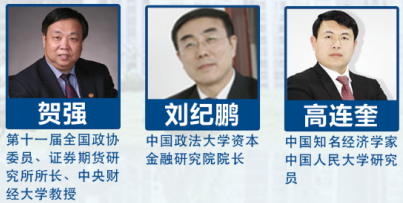 贺强
刘纪鹏
高连奎
第十一届全国政协
委员、证券期货研
究所所长、中央财
经大学教授
中国政法大学资本
金融研究院院长
中国知名经济学家
中国人民大学研究
员